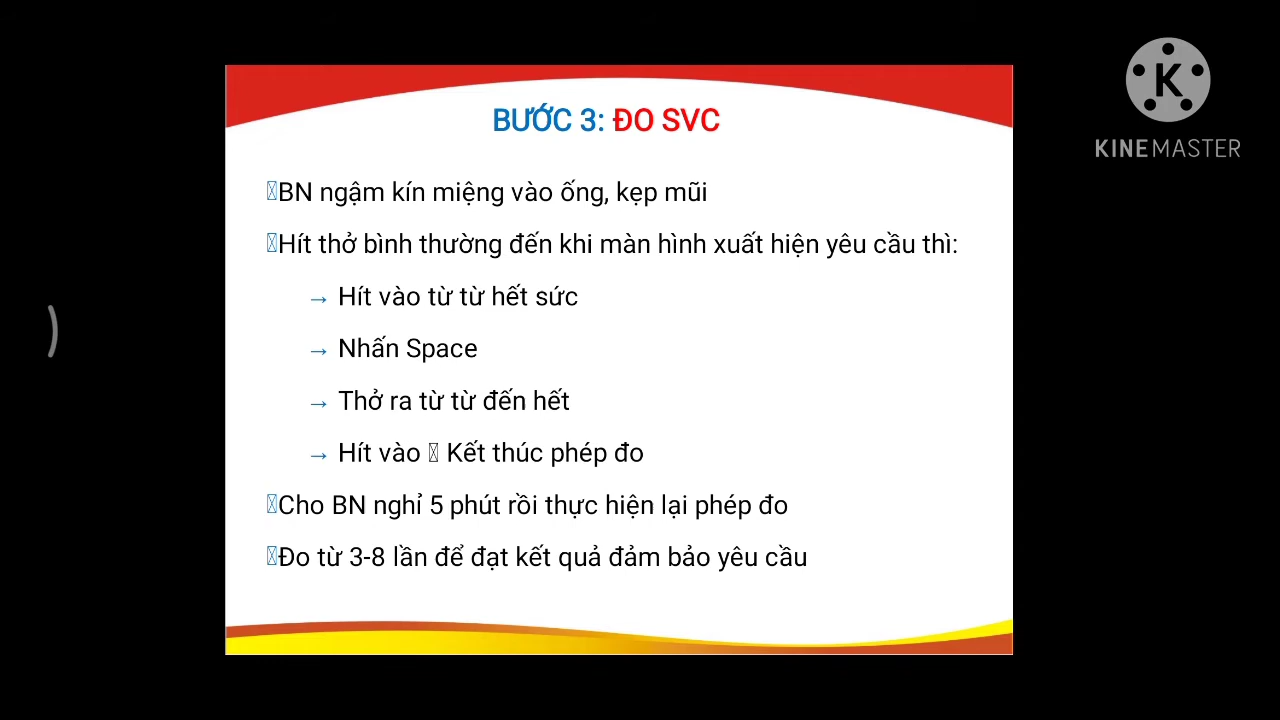 BƯỚC 3: ĐO SVC
BN ngậm kín miệng vào ống, kẹp mũi
Hít thở bình thường đến khi màn hình xuất hiện yêu cầu thì:
→ Hít vào từ từ hết sức
→ Nhấn Space
→ Thở ra từ từ đến hết
→ Hít vào Kết thúc phép đo
Cho BN nghỉ 5 phút rồi thực hiện lại phép đo
Đo từ 3-8 lần để đạt kết quả đảm bảo yêu cầu
K
KINEMASTER